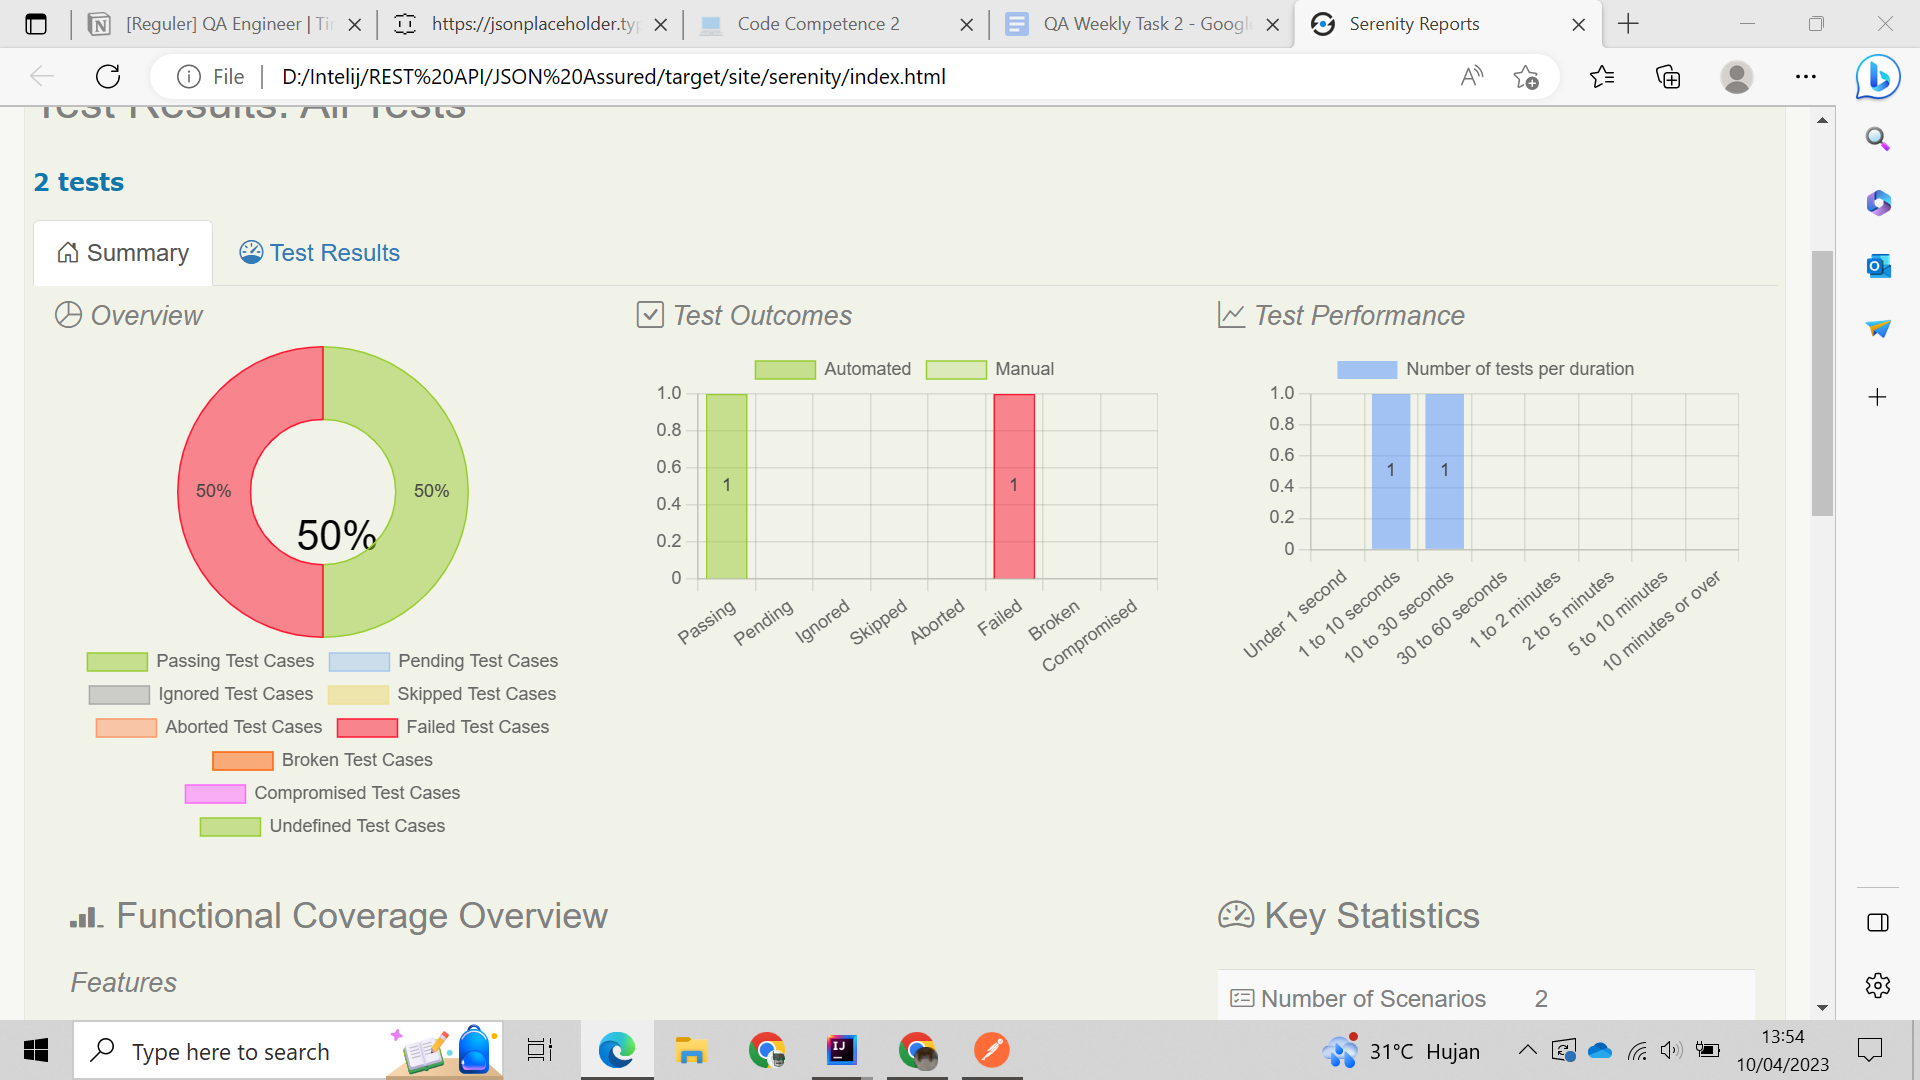 [Reguler] QA Engineer | Tin
https://jsonplaceholder.typ
Code Competence 2
QA Weekly Task 2 - Google
Serenity Reports
File
D:/Intelij/REST%20API/JSON%20Assured/target/site/serenity/index.html
Test Results: All Tests
2 tests
Summary
Test Results
Overview
50%
50%
50%
Passing Test Cases
Pending Test Cases
Ignored Test Cases
Skipped Test Cases
Aborted Test Cases
Failed Test Cases
Broken Test Cases
Compromised Test Cases
Undefined Test Cases
Test Outcomes
Automated
Manual
1.0
0.8
0.6
0.4
0.2
0
1
1
Passing
Pending
Ignored
Skipped
Aborted
Failed
Broken
Compromised
Test Performance
Number of tests per duration
1.0
0.8
0.6
0.4
0.2
0
1
1
Under 1 second
1 to 10 seconds
10 to 30 seconds
30 to 60 seconds
1 to 2 minutes
2 to 5 minutes
5 to 10 minutes
10 minutes or over
Functional Coverage Overview
Features
Key Statistics
Number of Scenarios 2
Type here to search
31°C Hujan
13:54
10/04/2023